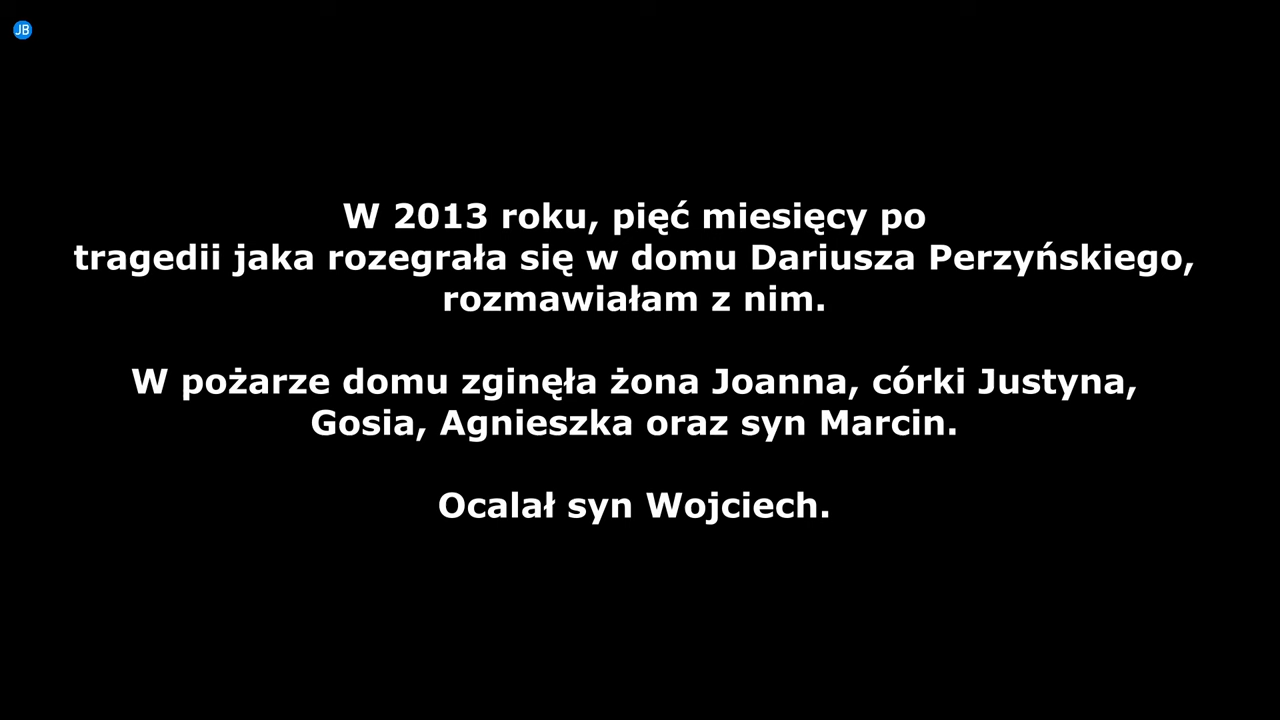 JB
W 2013 roku, pięć miesięcy po
tragedii jaka rozegrała się w domu Dariusza Perzyńskiego,
rozmawiałam z nim.
W pożarze domu zginęła żona Joanna, córki Justyna,
Gosia, Agnieszka oraz syn Marcin.
Ocalał syn Wojciech.